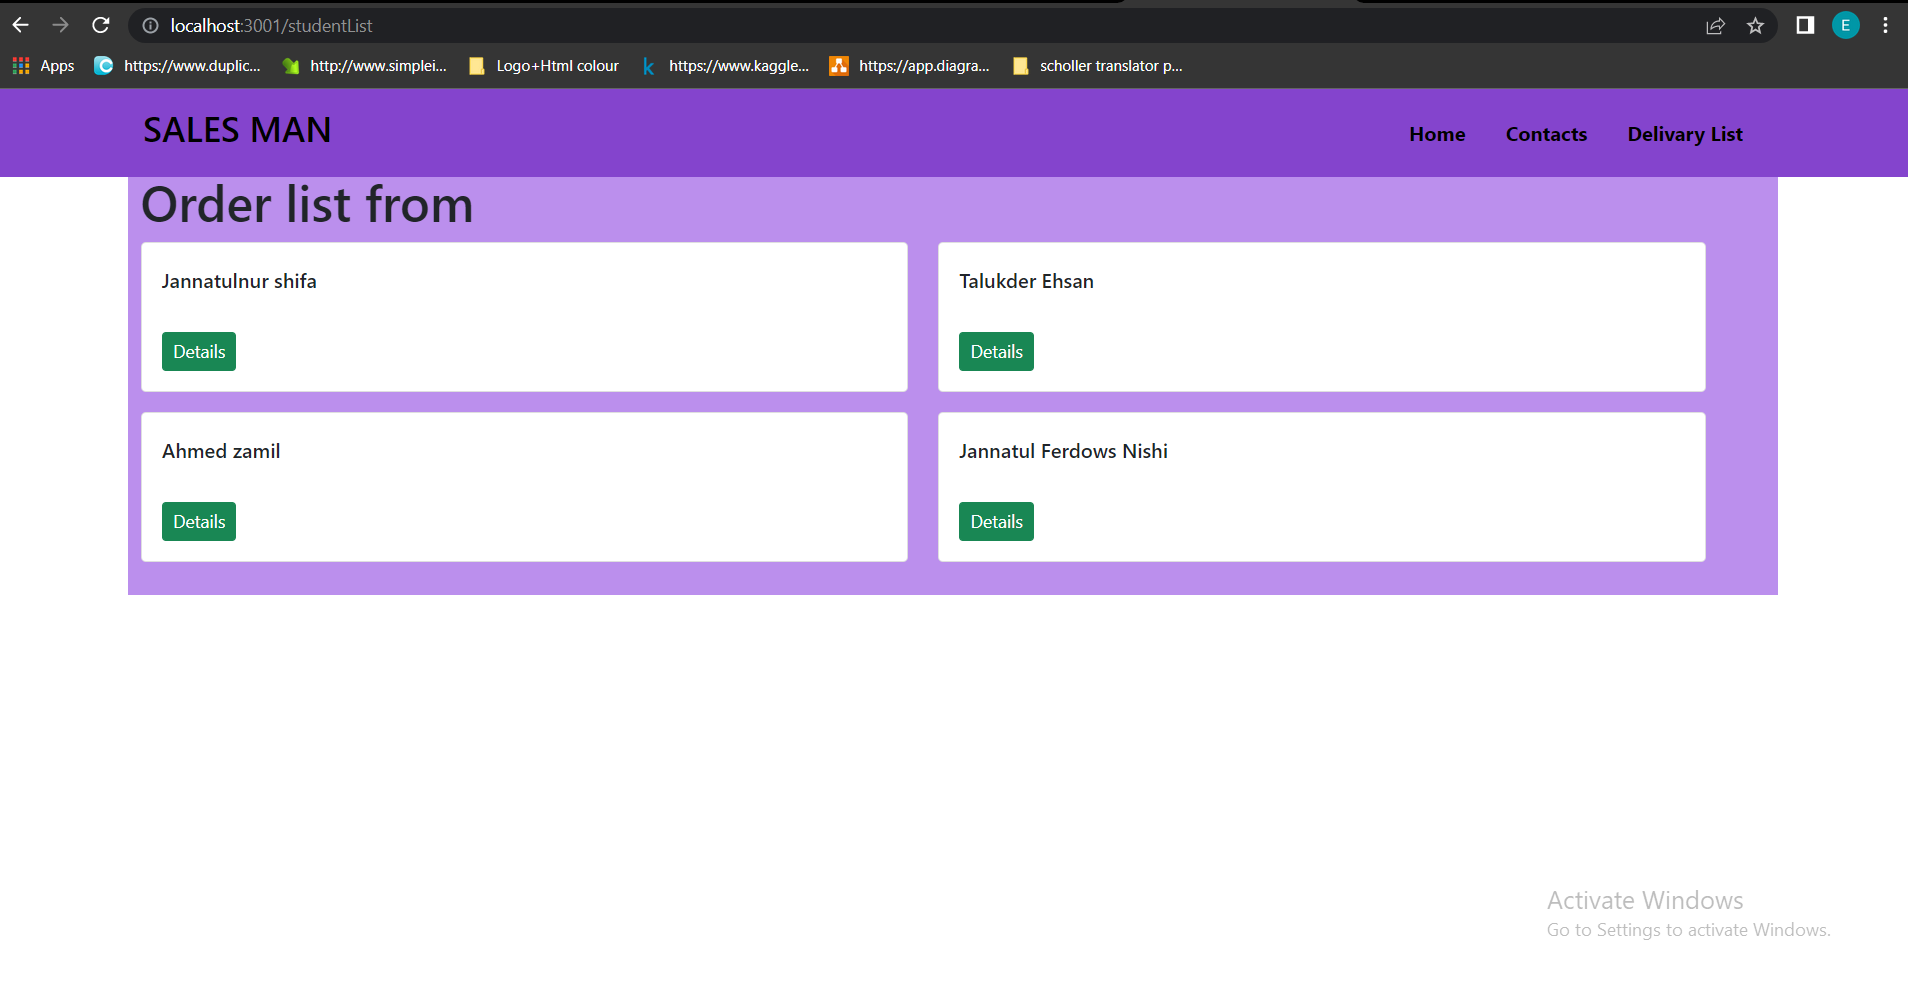 localhost:3001/studentList
E
Apps https://www.duplic... http://www.simplei... Logo+Html colour k https://www.kaggle... https://app.diagra... scholler translator p...
SALES MAN Home Contacts Delivary List
Order list from
Jannatulnur shifa
Details
Talukder Ehsan
Details
Ahmed zamil
Details
Jannatul Ferdows Nishi
Details
Activate Windows
Go to Settings to activate Windows.